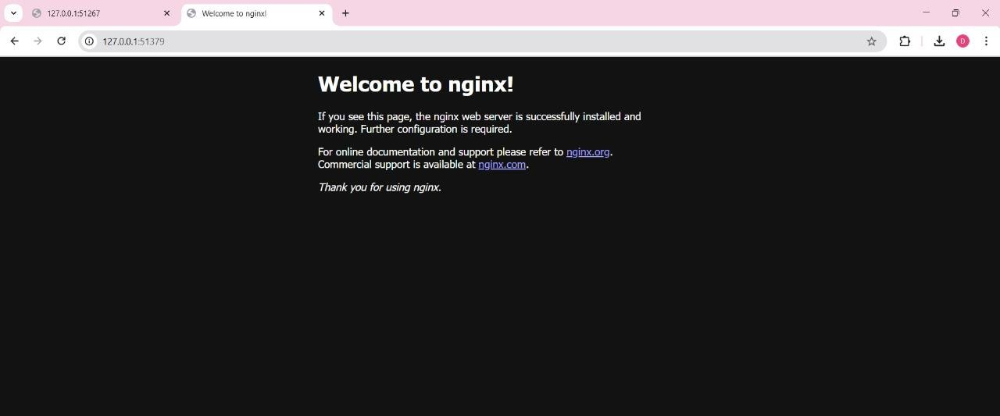 127.0.0.1:51267
Welcome to nginx!
127.0.0.1:51379
D
Welcome to nginx!
If you see this page, the nginx web server is successfully installed and
working. Further configuration is required.
For online documentation and support please refer to nginx.org.
Commercial support is available at nginx.com.
Thank you for using nginx.